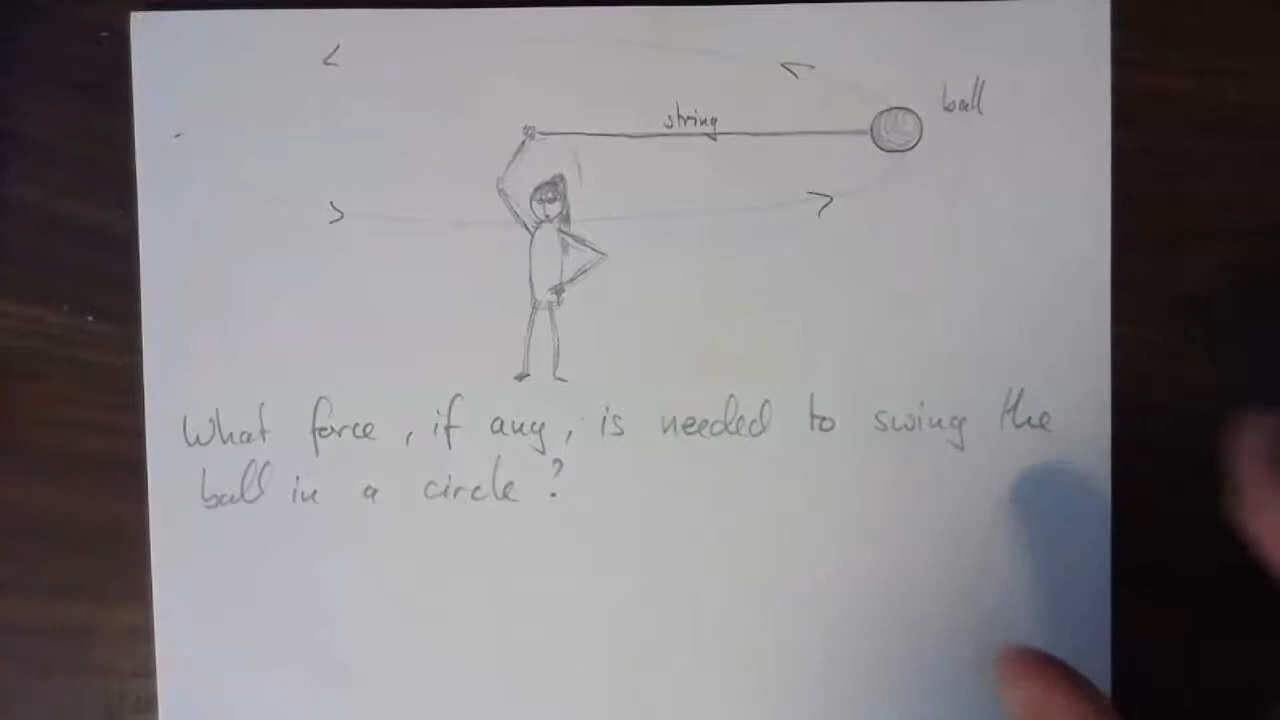 ball
string
What force, if any, is needed to swing the
ball in a circle?